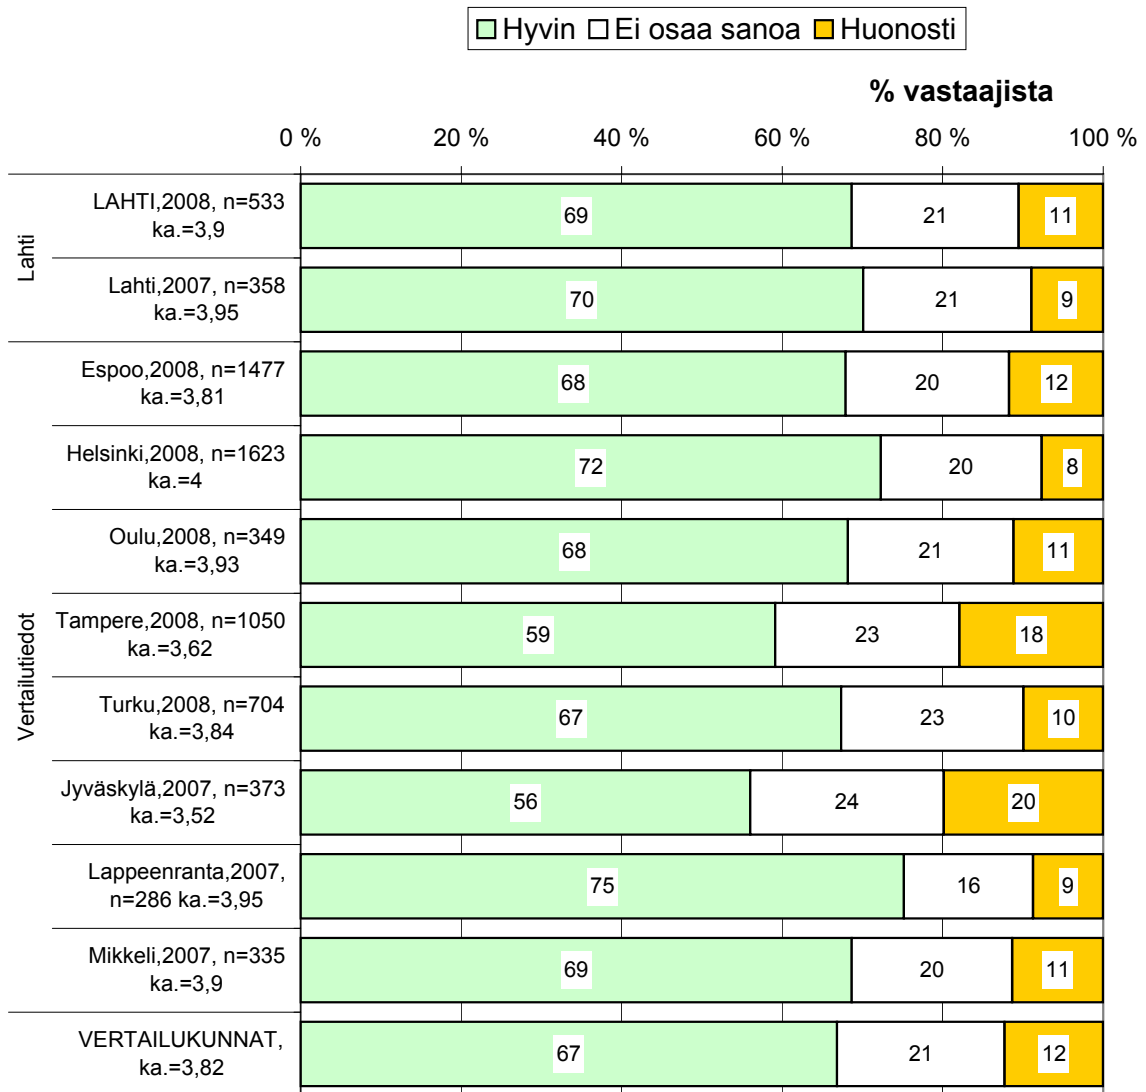 Hyvin Ei osaa sanoa Huonosti
% vastaajista
0 % 20 % 40 % 60 % 80 % 100 %
Lahti
LAHTI,2008, n=533
ka.=3,9
69 21 11
Lahti,2007, n=358
ka.=3,95
70 21 9
Vertailutiedot
Espoo,2008, n=1477
ka.=3,81
68 20 12
Helsinki,2008, n=1623
ka.=4
72 20 8
Oulu,2008, n=349
ka.=3,93
68 21 11
Tampere,2008, n=1050
ka.=3,62
59 23 18
Turku,2008, n=704
ka.=3,84
67 23 10
Jyväskylä,2007, n=373
ka.=3,52
56 24 20
Lappeenranta,2007,
n=286 ka.=3,95
75 16 9
Mikkeli,2007, n=335
ka.=3,9
69 20 11
VERTAILUKUNNAT,
ka.=3,82
67 21 12